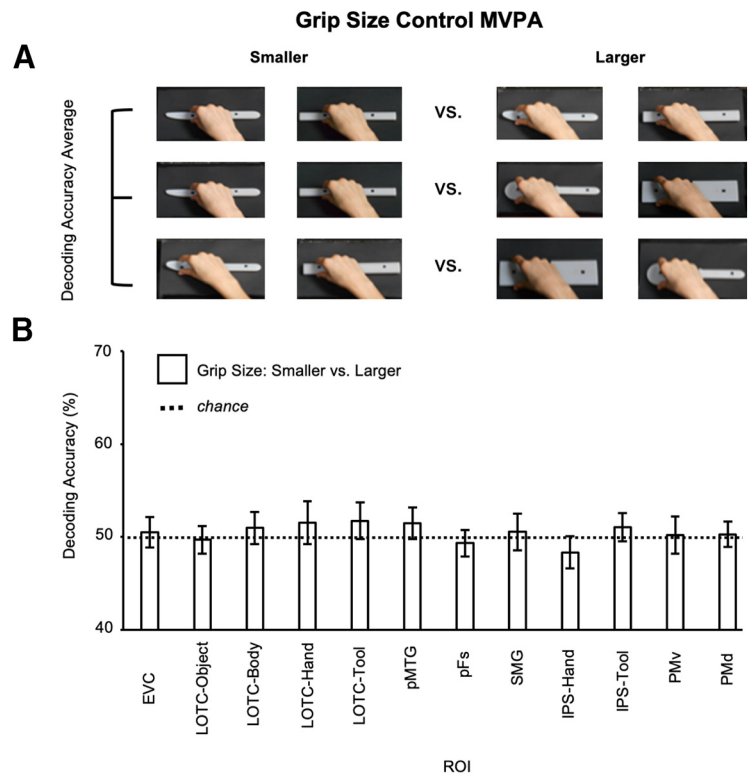 Grip Size Control MVPA
A
Smaller
Larger
Decoding Accuracy Average
VS.
VS.
VS.
B
Decoding Accuracy (%)
70
60
50
40
Grip Size: Smaller vs. Larger
chance
EVC
LOTC-Object
LOTC-Body
LOTC-Hand
LOTC-Tool
pMTG
pFs
SMG
IPS-Hand
IPS-Tool
PMv
PMd
ROI